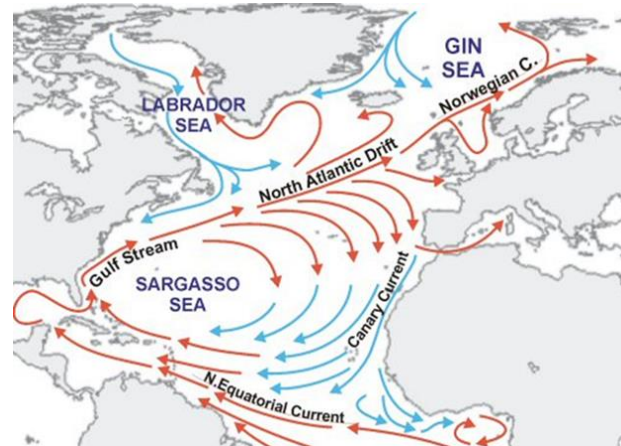 GIN
SEA
Norwegian C.
LABRADOR
SEA
North Atlantic Drift
Gulf Stream
SARGASSO
SEA
Canary Current
N.Equatorial Current